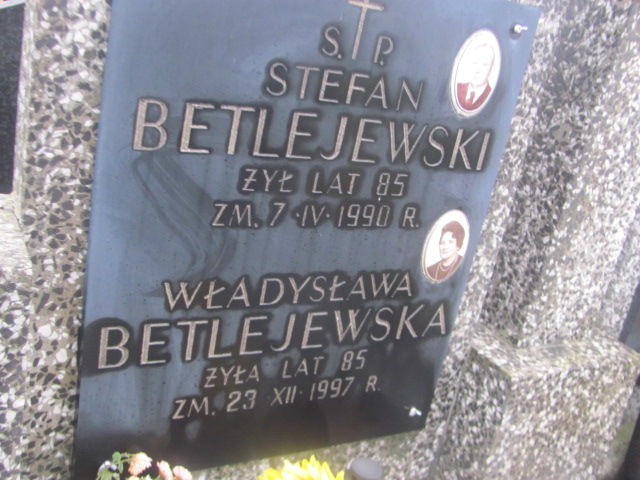 Ś. P.
STEFAN
BETLEJEWSKI
ŻYŁ LAT 85
ZM. 7·IV·1990 R.
WŁADYSŁAWA
BETLEJEWSKA
ŻYŁA LAT 85
ZM. 23 XII·1997 R.